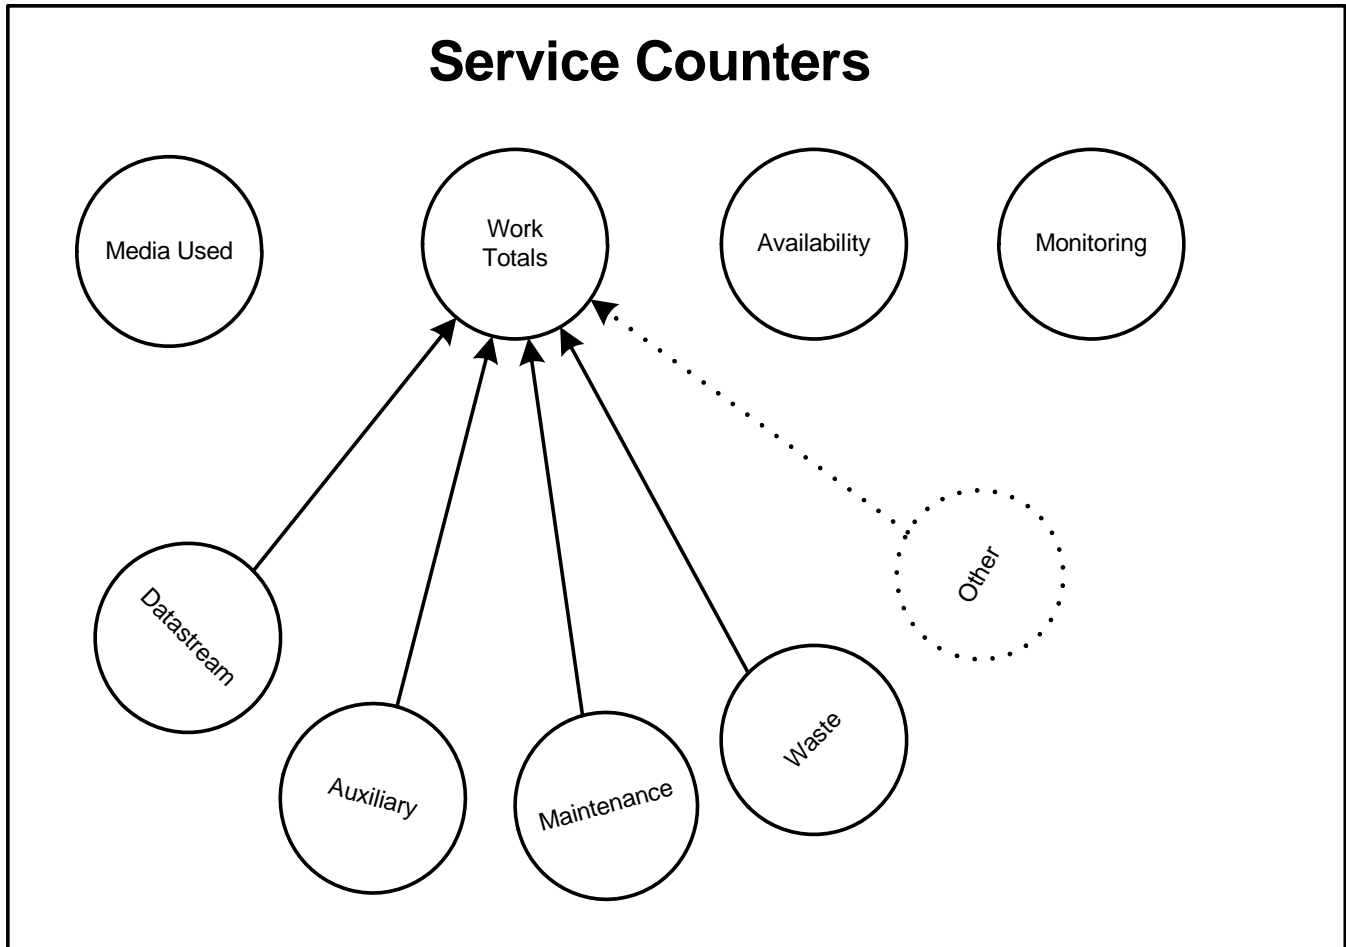 Service Counters
Media Used
Work
Totals
Availability
Monitoring
Datastream
Auxiliary
Maintenance
Waste
Other